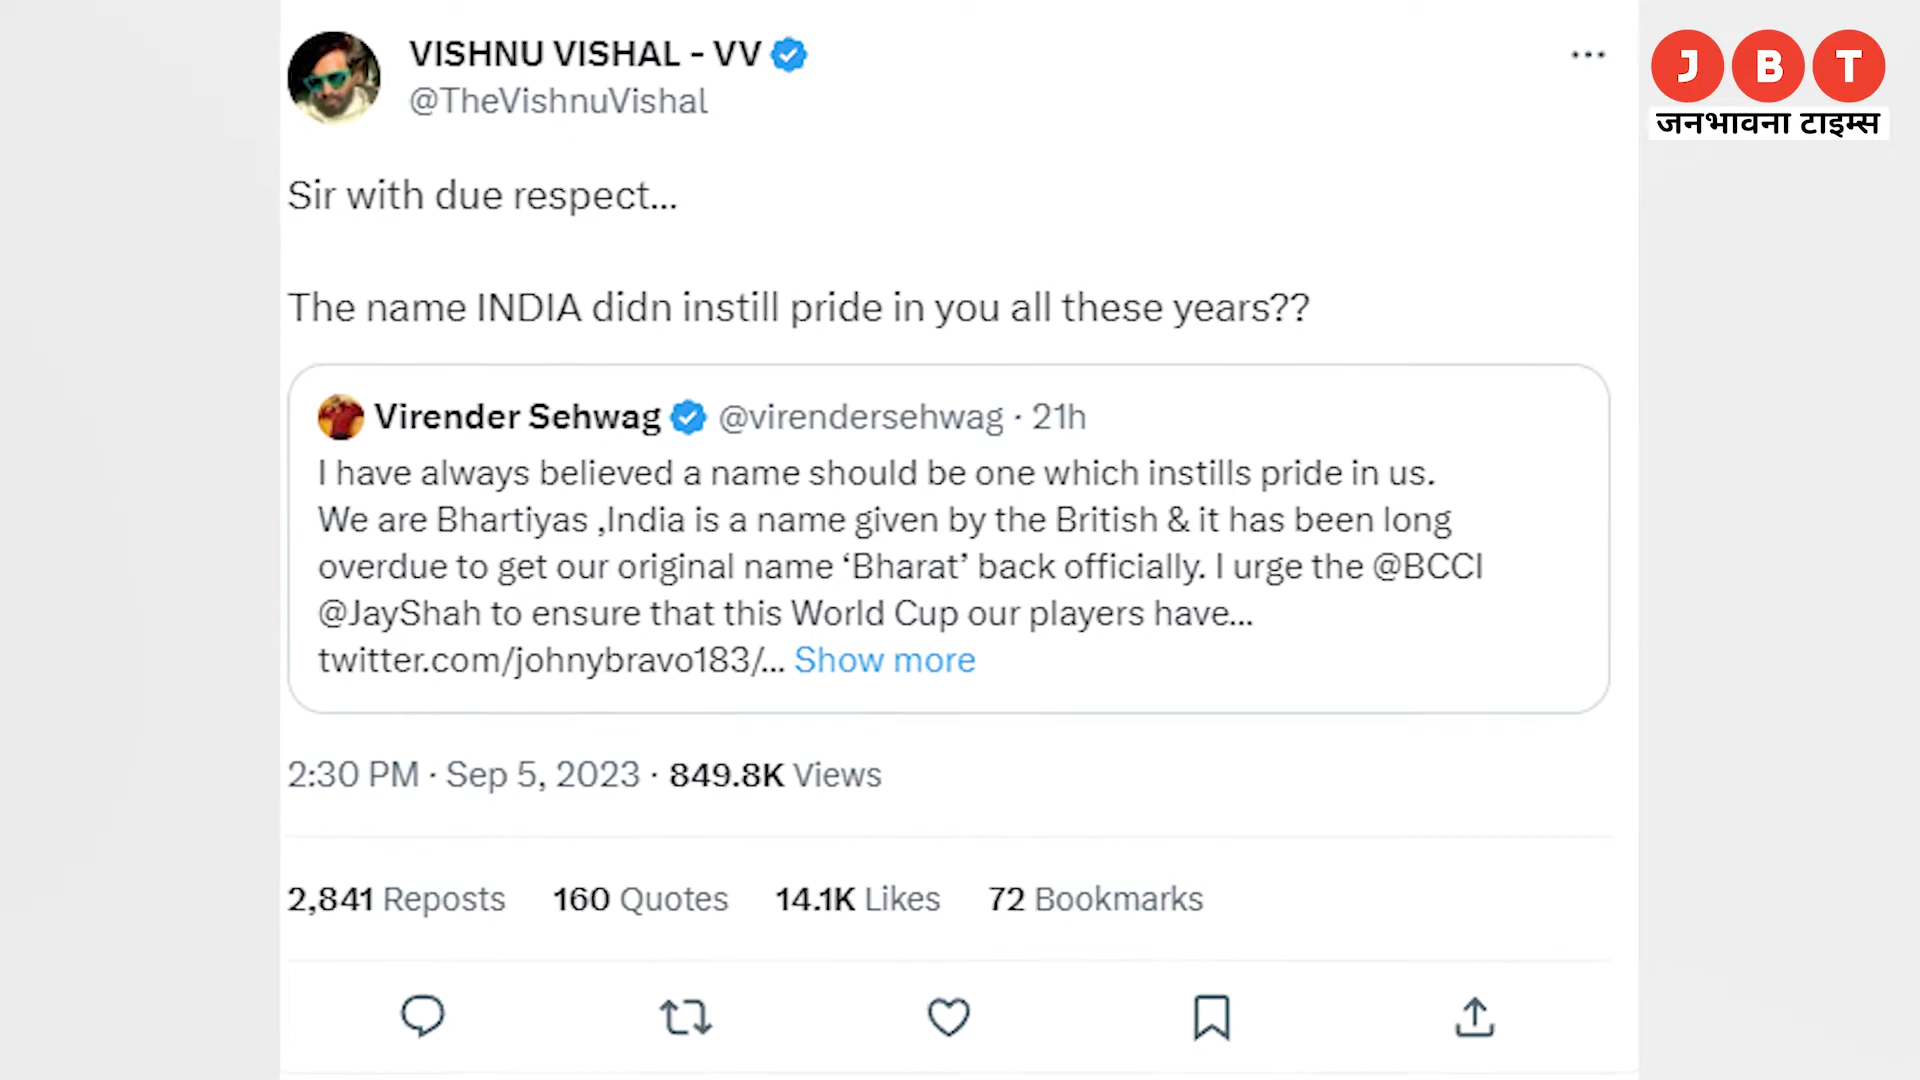 VISHNU VISHAL - VV
@TheVishnuVishal
J B T
जनभावना टाइम्स
Sir with due respect...
The name INDIA didn instill pride in you all these years??
Virender Sehwag @virendersehwag · 21h
I have always believed a name should be one which instills pride in us.
We are Bhartiyas ,India is a name given by the British & it has been long
overdue to get our original name ‘Bharat’ back officially. I urge the @BCCI
@JayShah to ensure that this World Cup our players have...
twitter.com/johnybravo183/... Show more
2:30 PM · Sep 5, 2023 · 849.8K Views
2,841 Reposts 160 Quotes 14.1K Likes 72 Bookmarks